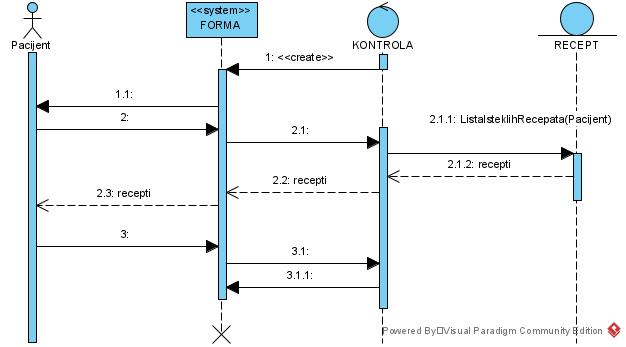 <<system>>
FORMA
Pacijent
KONTROLA
RECEPT
1: <<create>>
1.1:
2:
2.1:
2.1.1: ListaIsteklihRecepata(Pacijent)
2.1.2: recepti
2.2: recepti
2.3: recepti
3:
3.1:
3.1.1:
Powered By Visual Paradigm Community Edition